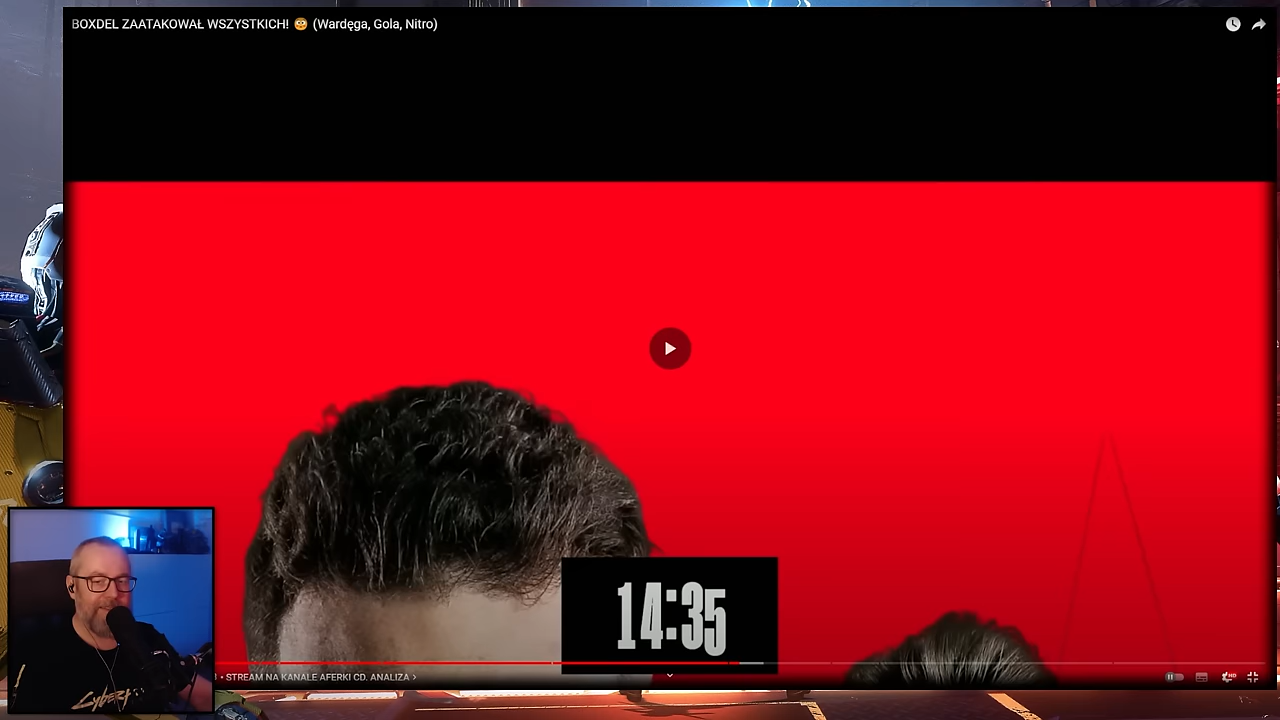 BOXDEL ZAATAKOWAŁ WSZYSTKICH! 🤓 (Wardęga, Gola, Nitro)
14:35
• STREAM NA KANALE AFERKI CD. ANALIZA >